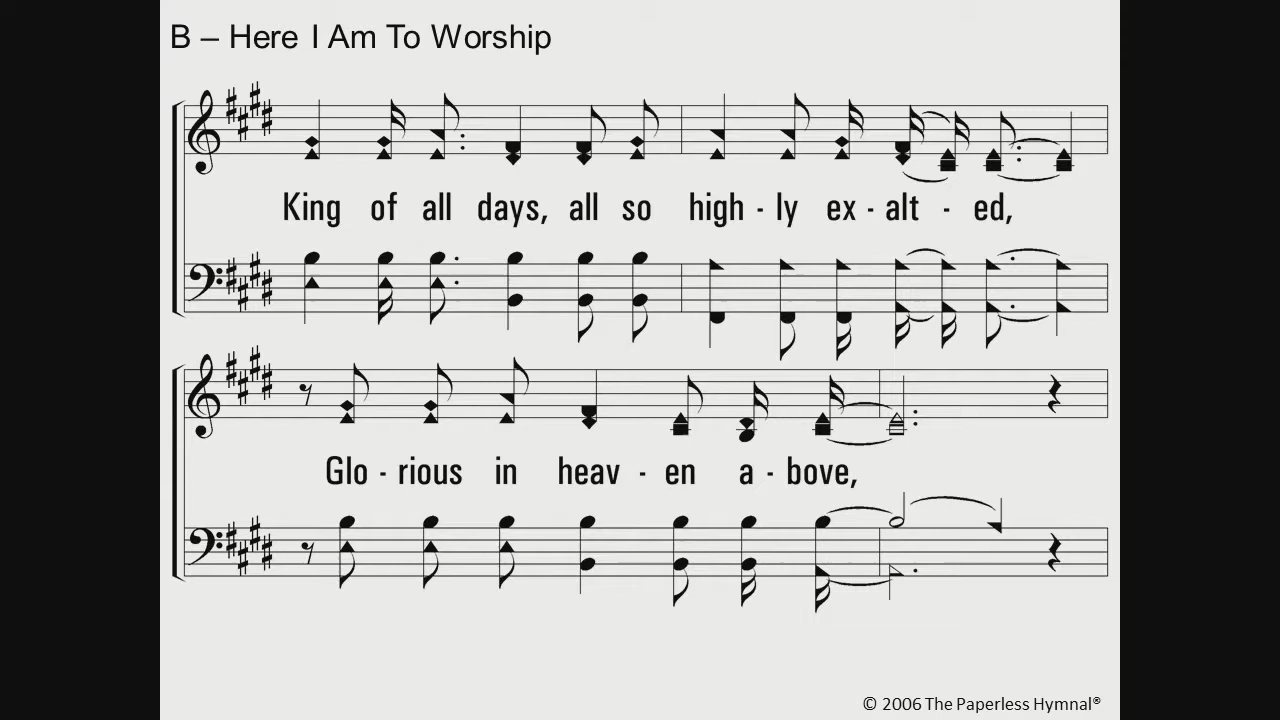 B – Here I Am To Worship
King of all days, all so high - ly ex - alt - ed,
Glo - rious in heav - en a - bove,
© 2006 The Paperless Hymnal®